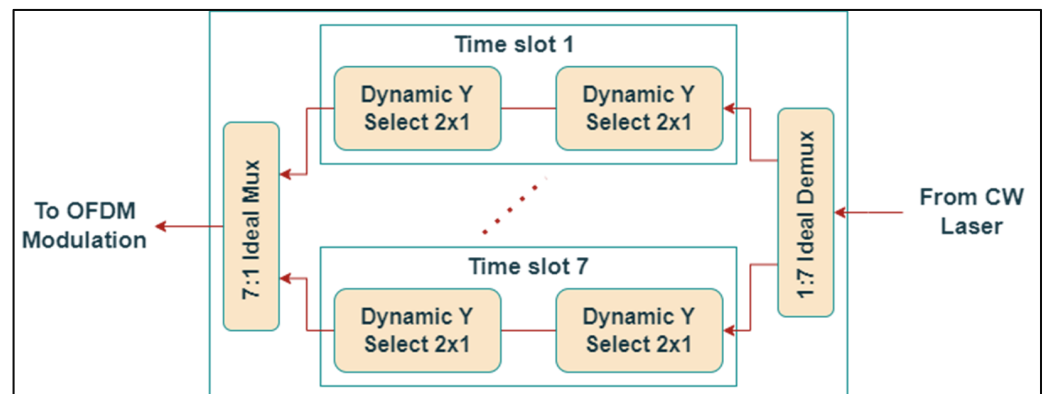 Time slot 1
Dynamic Y
Select 2x1
Dynamic Y
Select 2x1
To OFDM
Modulation
7:1 Ideal Mux
1:7 Ideal Demux
From CW
Laser
Time slot 7
Dynamic Y
Select 2x1
Dynamic Y
Select 2x1